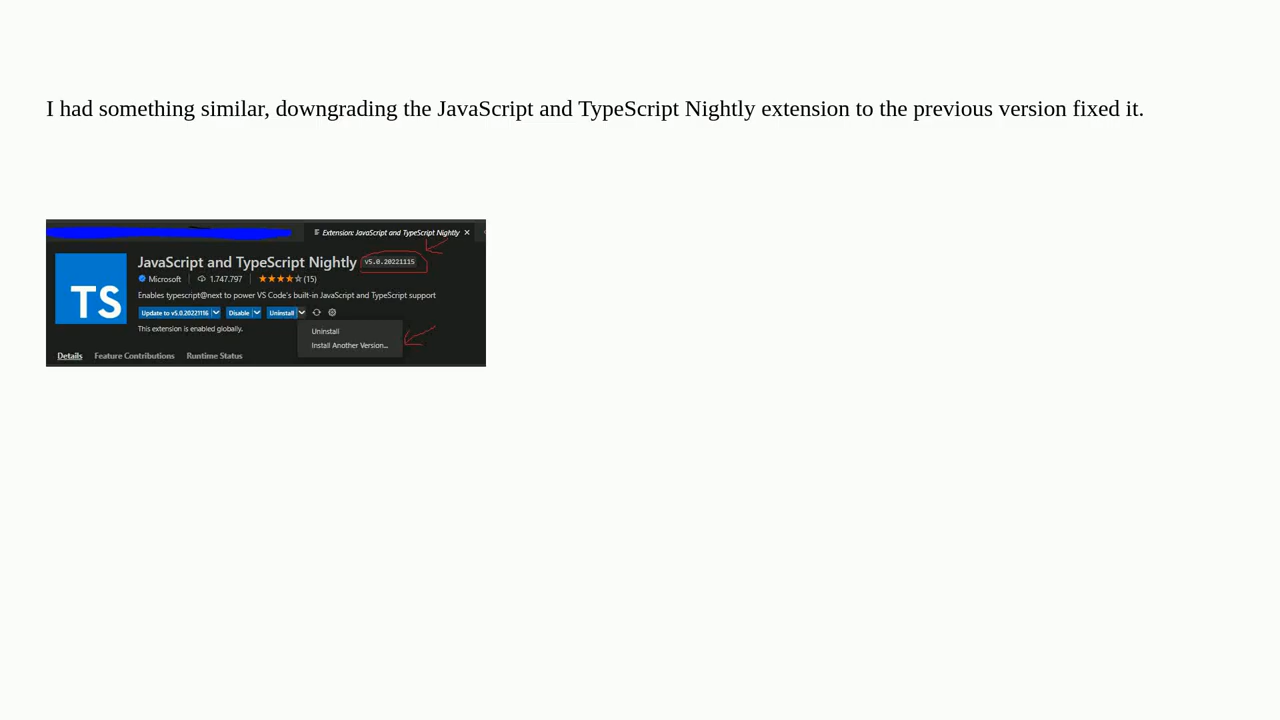 I had something similar, downgrading the JavaScript and TypeScript Nightly extension to the previous version fixed it.
Extension: JavaScript and TypeScript Nightly
JavaScript and TypeScript Nightly v5.0.20221115
Microsoft 1.747.797 (15)
Enables typescript@next to power VS Code's built-in JavaScript and TypeScript support
TS
Update to v5.0.20221116 Disable Uninstall
This extension is enabled globally.
Uninstall
Install Another Version...
Details Feature Contributions Runtime Status